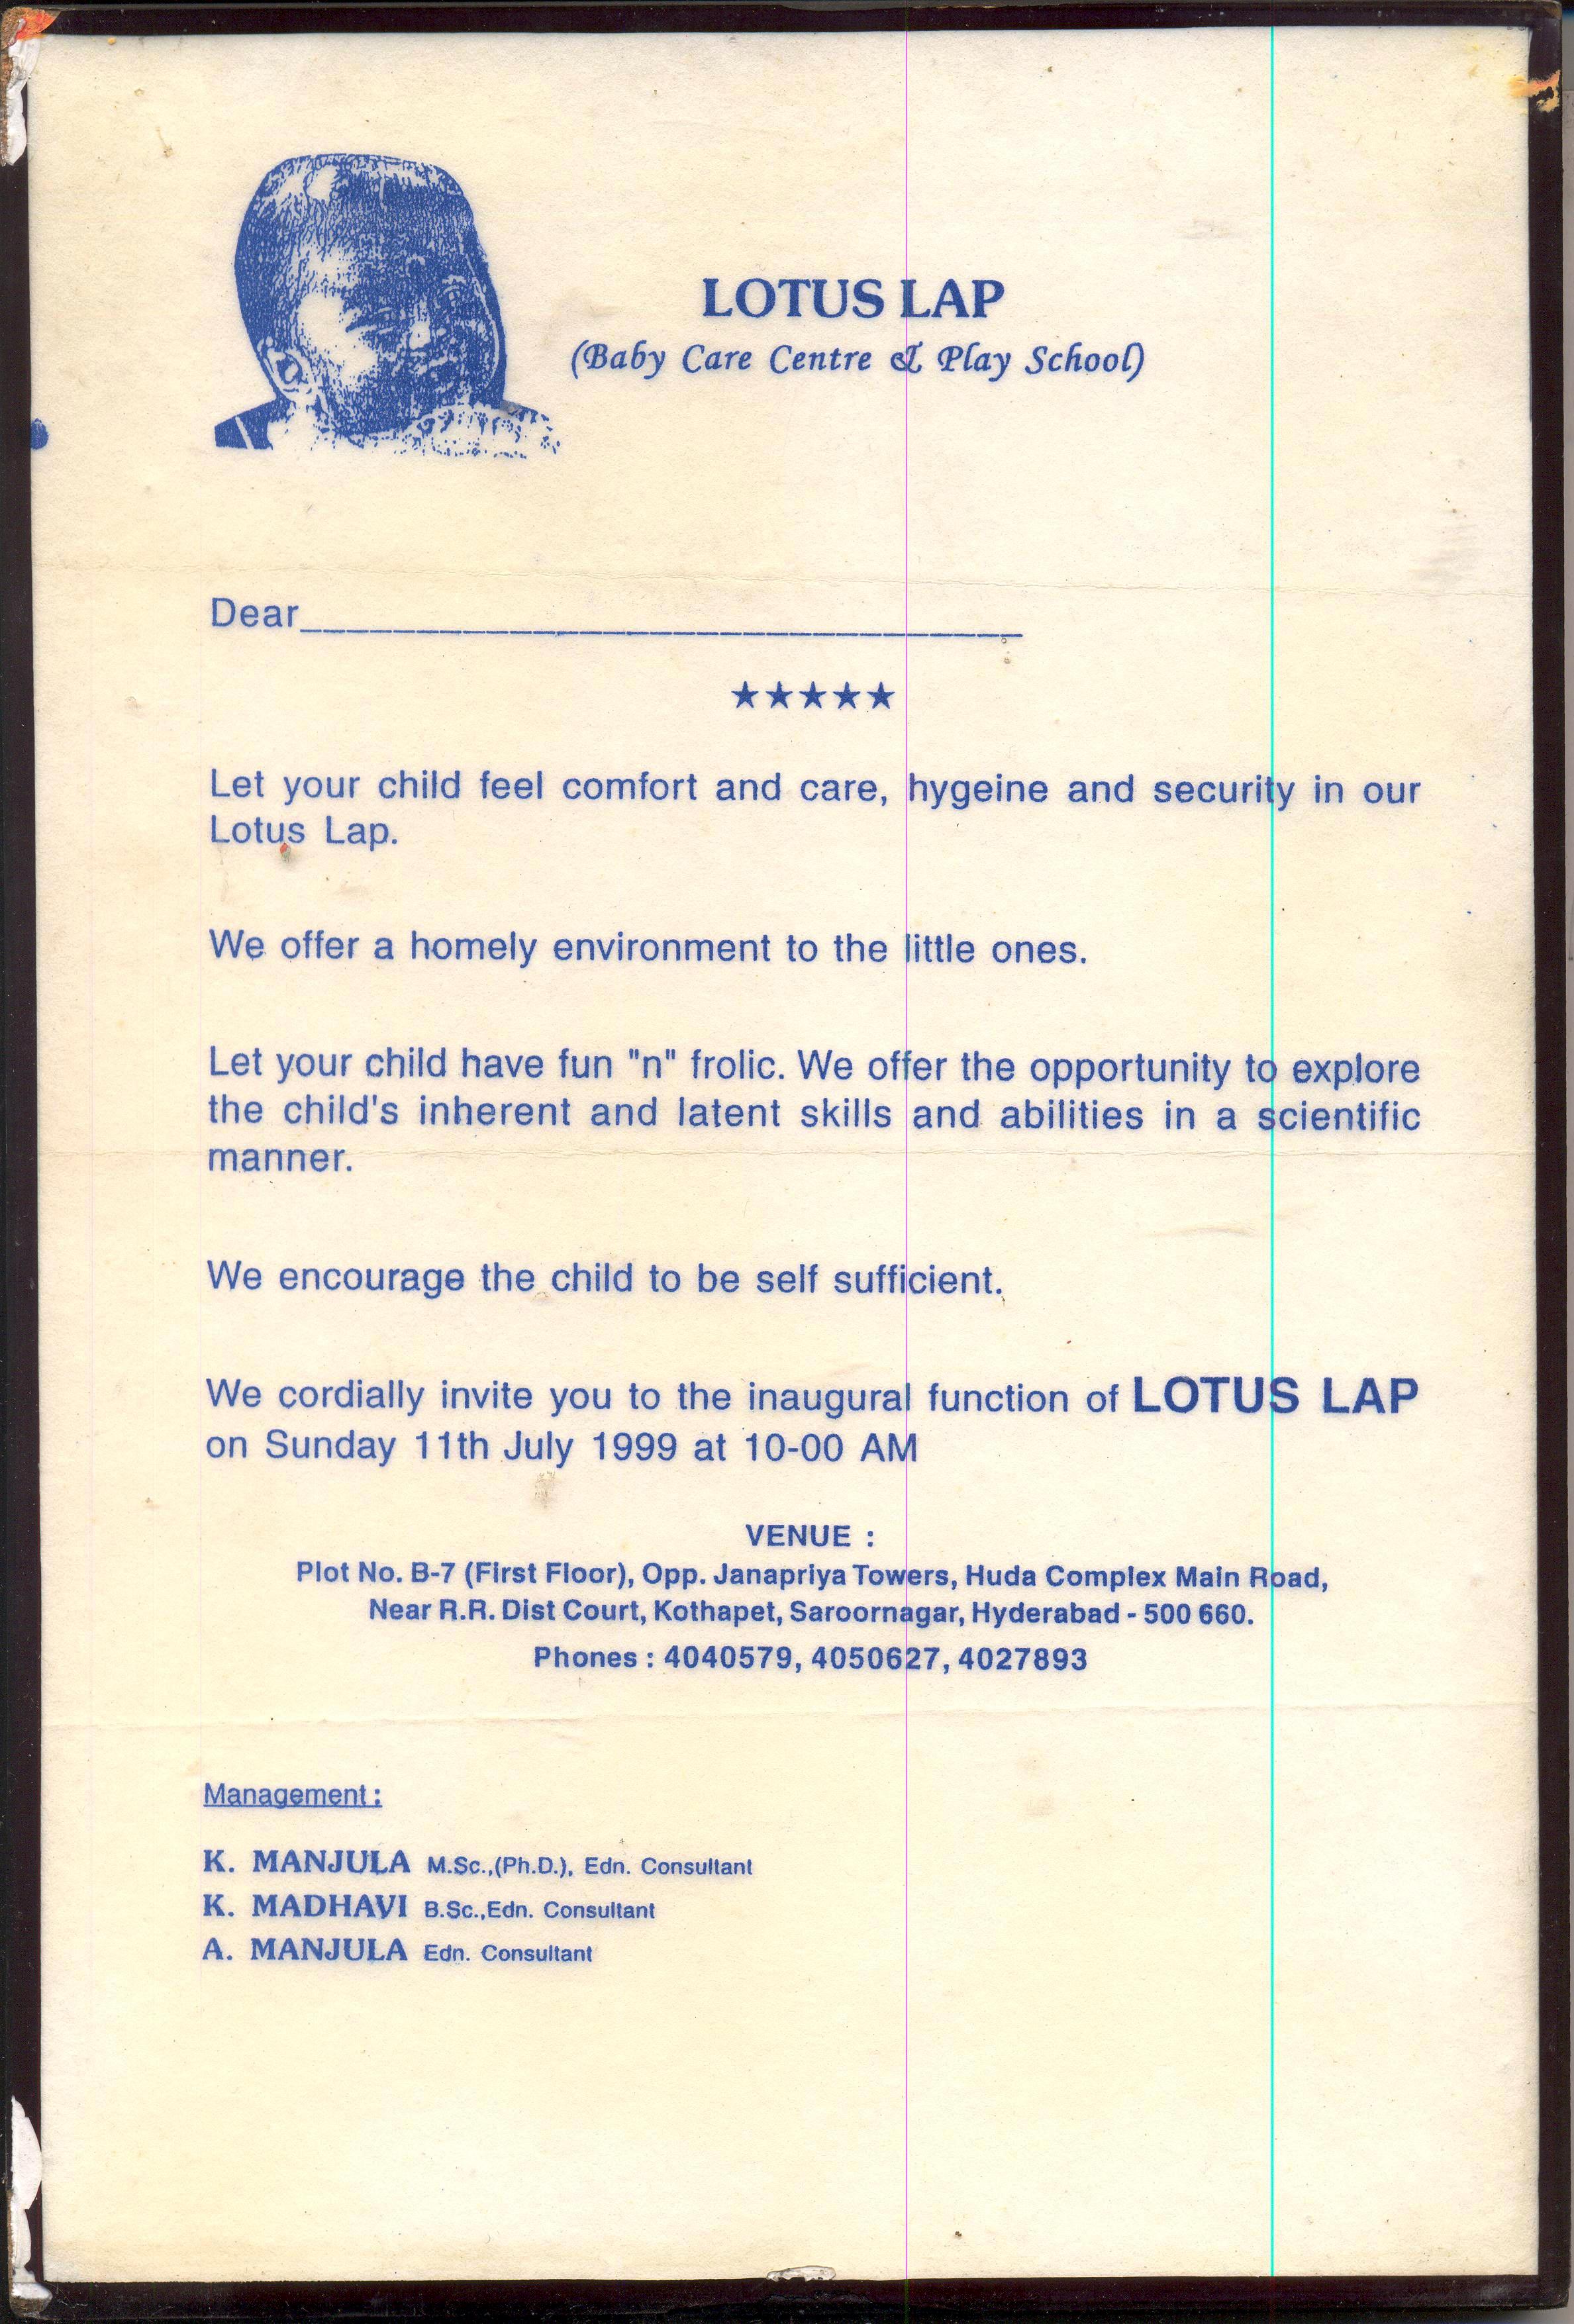 LOTUS LAP
(Baby Care Centre & Play School)
Dear_______________________________
★★★★★
Let your child feel comfort and care, hygeine and security in our
Lotus Lap.
We offer a homely environment to the little ones.
Let your child have fun "n" frolic. We offer the opportunity to explore
the child's inherent and latent skills and abilities in a scientific
manner.
We encourage the child to be self sufficient.
We cordially invite you to the inaugural function of LOTUS LAP
on Sunday 11th July 1999 at 10-00 AM
VENUE :
Plot No. B-7 (First Floor), Opp. Janapriya Towers, Huda Complex Main Road,
Near R.R. Dist Court, Kothapet, Saroornagar, Hyderabad - 500 660.
Phones : 4040579, 4050627, 4027893
Management :
K. MANJULA M.Sc.,(Ph.D.), Edn. Consultant
K. MADHAVI B.Sc.,Edn. Consultant
A. MANJULA Edn. Consultant